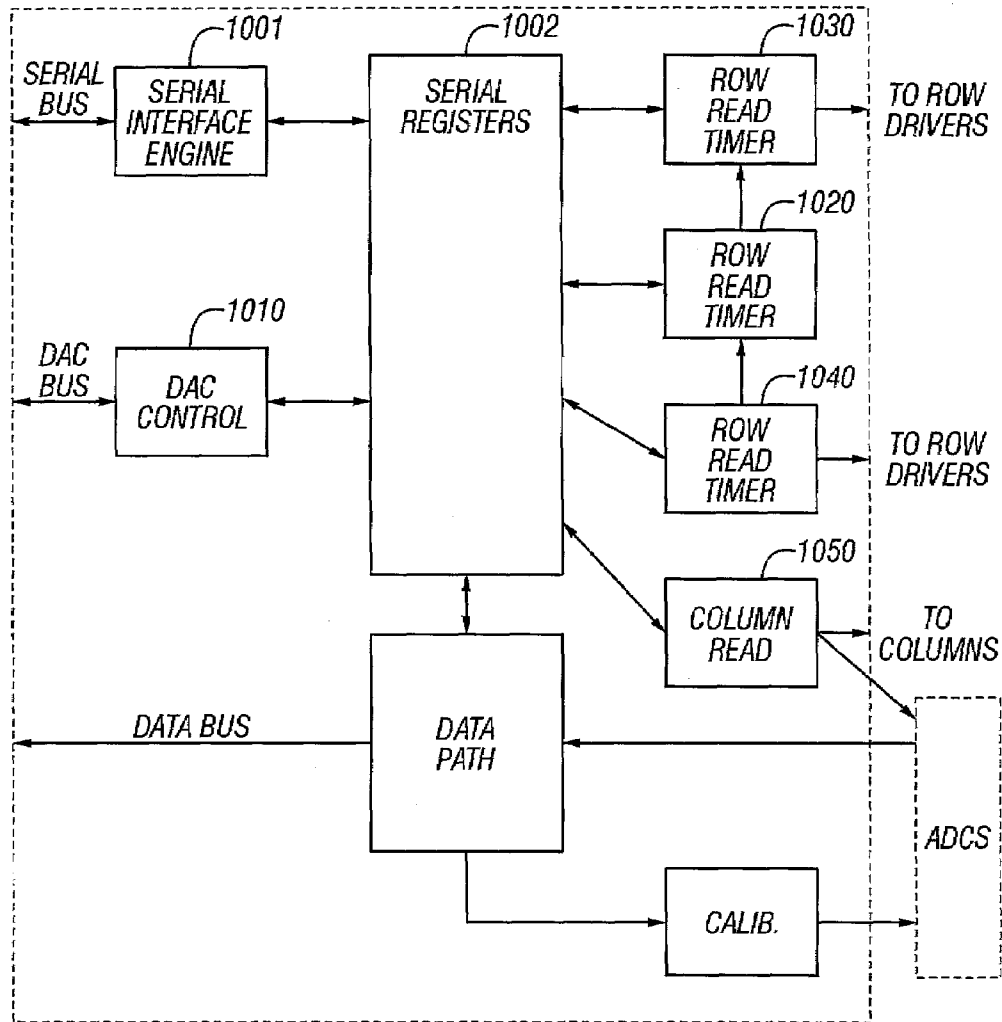 1001
1002
1030
SERIAL
BUS
SERIAL
INTERFACE
ENGINE
SERIAL
REGISTERS
ROW
READ
TIMER
TO ROW
DRIVERS
1020
ROW
READ
TIMER
1010
DAC
BUS
DAC
CONTROL
1040
ROW
READ
TIMER
TO ROW
DRIVERS
1050
COLUMN
READ
TO
COLUMNS
DATA BUS
DATA
PATH
ADCS
CALIB.